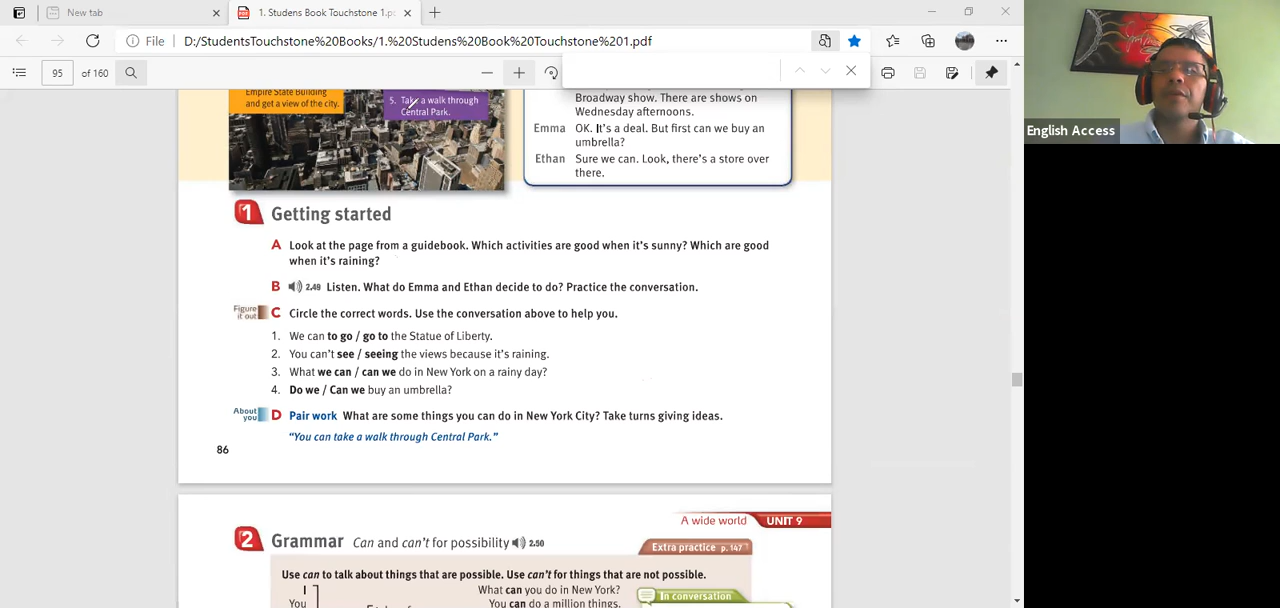 New tab
1. Studens Book Touchstone 1.pc
File
D:/StudentsTouchstone%20Books/1.%20Studens%20Book%20Touchstone%201.pdf
95
of 160
Empire State Building
and get a view of the city.
5. Take a walk through
Central Park.
Broadway show. There are shows on
Wednesday afternoons.
Emma OK. It's a deal. But first can we buy an
umbrella?
Ethan Sure we can. Look, there's a store over
there.
English Access
1 Getting started
A Look at the page from a guidebook. Which activities are good when it's sunny? Which are good
when it's raining?
B 2.49 Listen. What do Emma and Ethan decide to do? Practice the conversation.
Figure
it out
C Circle the correct words. Use the conversation above to help you.
1. We can to go / go to the Statue of Liberty.
2. You can't see / seeing the views because it's raining.
3. What we can / can we do in New York on a rainy day?
4. Do we / Can we buy an umbrella?
About
you
D Pair work What are some things you can do in New York City? Take turns giving ideas.
"You can take a walk through Central Park."
86
A wide world UNIT 9
2 Grammar Can and can't for possibility 2.50
Extra practice p. 147
Use can to talk about things that are possible. Use can't for things that are not possible.
I
You
What can you do in New York?
You can do a million things.
In conversation